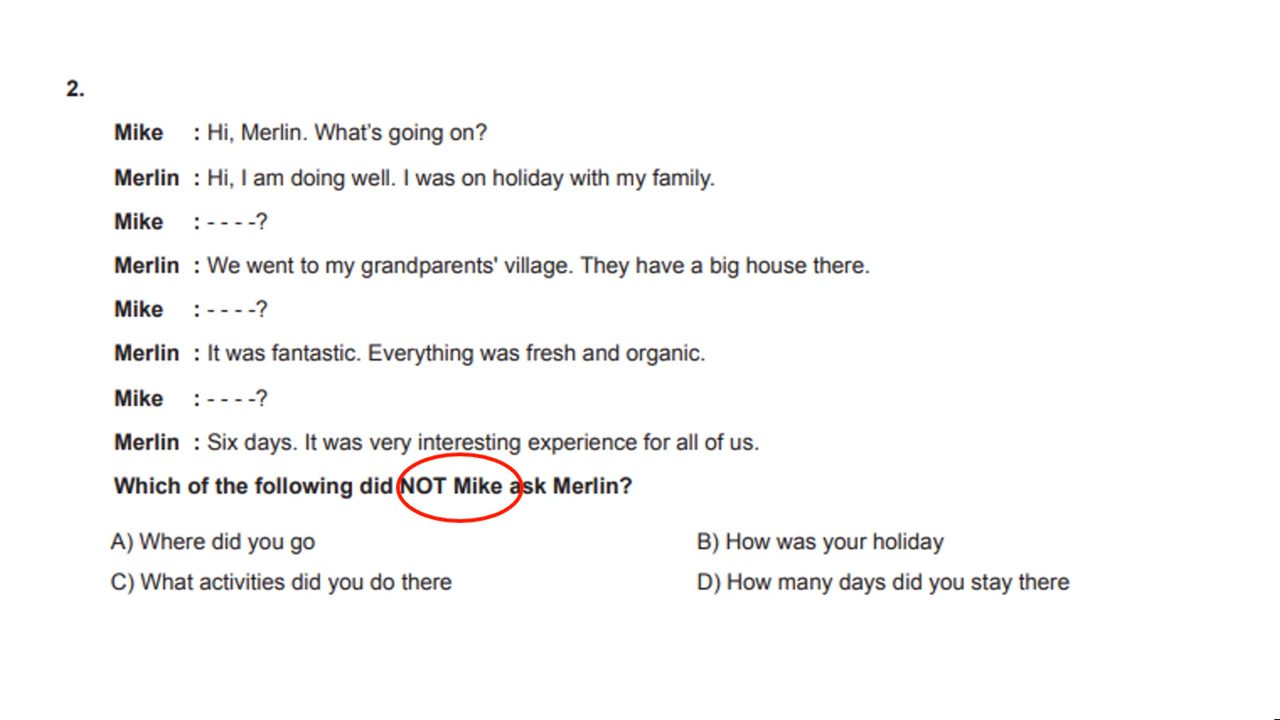 2.
Mike : Hi, Merlin. What's going on?
Merlin : Hi, I am doing well. I was on holiday with my family.
Mike : - - - -?
Merlin : We went to my grandparents' village. They have a big house there.
Mike : - - - -?
Merlin : It was fantastic. Everything was fresh and organic.
Mike : - - - -?
Merlin : Six days. It was very interesting experience for all of us.
Which of the following did NOT Mike ask Merlin?
A) Where did you go B) How was your holiday
C) What activities did you do there D) How many days did you stay there